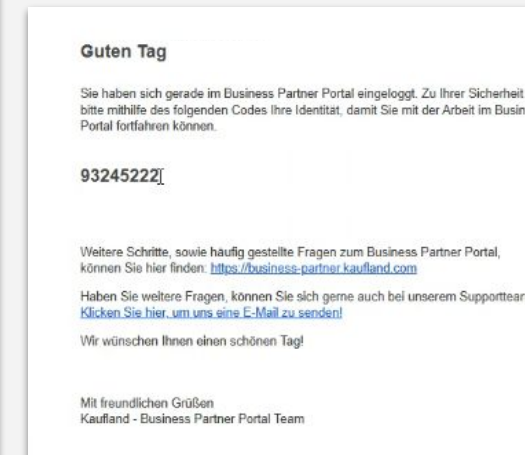 Guten Tag
Sie haben sich gerade im Business Partner Portal eingeloggt. Zu Ihrer Sicherheit
bitte mithilfe des folgenden Codes Ihre Identität, damit Sie mit der Arbeit im Busin
Portal fortfahren können.
93245222
Weitere Schritte, sowie häufig gestellte Fragen zum Business Partner Portal,
können Sie hier finden: https://business-partner.kaufland.com
Haben Sie weitere Fragen, können Sie sich gerne auch bei unserem Supporttear
Klicken Sie hier, um uns eine E-Mail zu senden!
Wir wünschen Ihnen einen schönen Tag!
Mit freundlichen Grüßen
Kaufland - Business Partner Portal Team